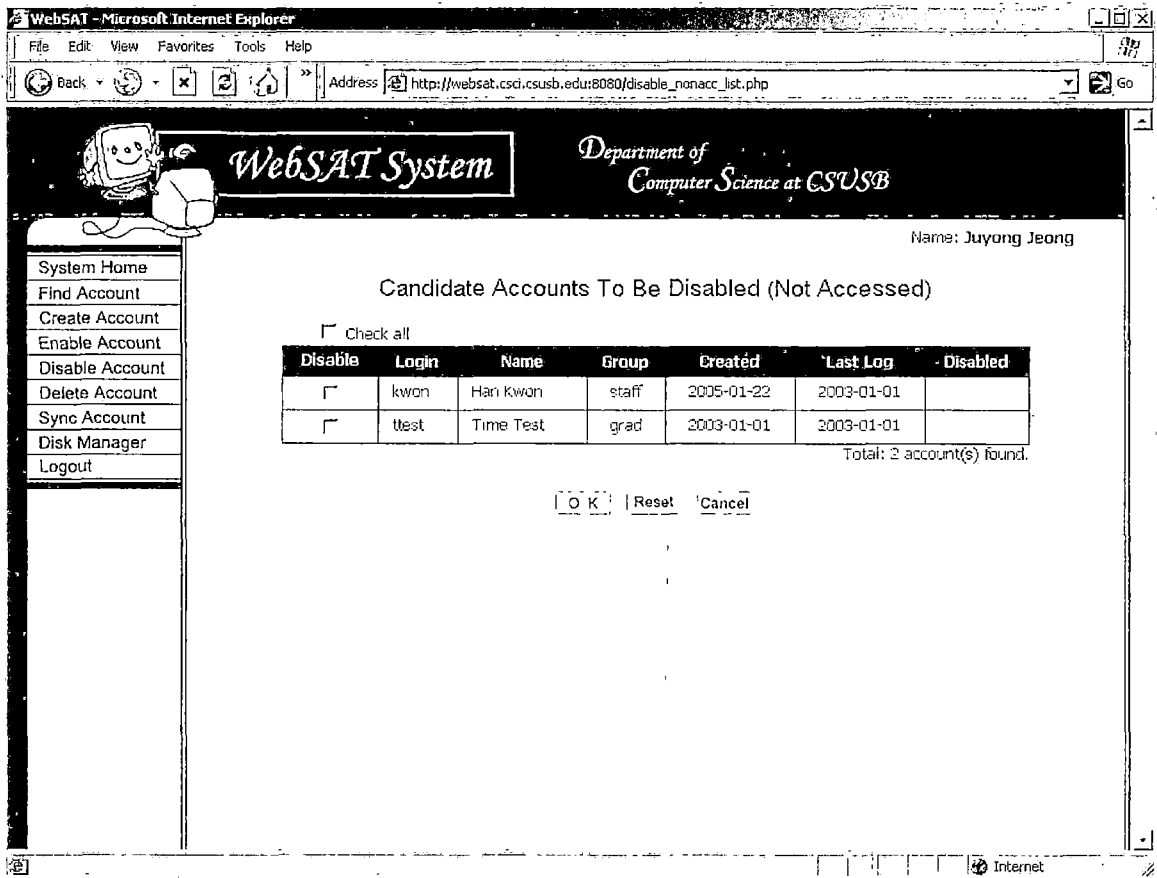 WebSAT - Microsoft Internet Explorer
File Edit View Favorites Tools Help
Back » Address http://websat.csci.csusb.edu:8080/disable_nonacc_list.php Go
WebSAT System
Department of
Computer Science at CSUSB
Name: Juyong Jeong
System Home
Find Account
Create Account
Enable Account
Disable Account
Delete Account
Sync Account
Disk Manager
Logout
Candidate Accounts To Be Disabled (Not Accessed)
Check all
Disable Login Name Group Created Last Log Disabled
kwon Han Kwon staff 2005-01-22 2003-01-01
ttest Time Test grad 2003-01-01 2003-01-01
Total: 2 account(s) found.
O K Reset Cancel
Internet